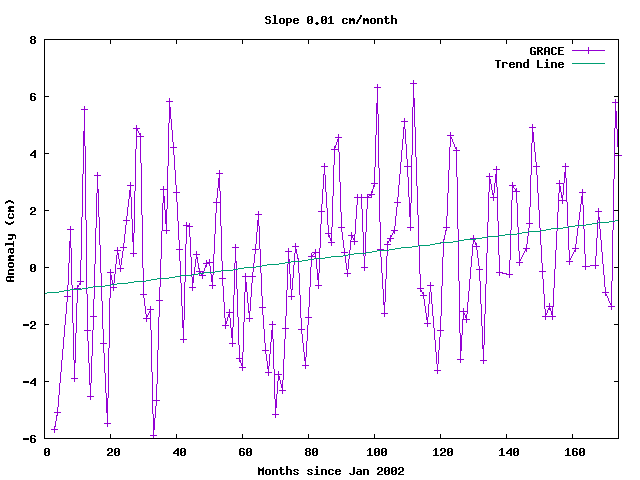 Slope 0.01 cm/month
GRACE
Trend Line
8
6
4
2
0
-2
-4
-6
Anomaly (cm)
0 20 40 60 80 100 120 140 160
Months since Jan 2002